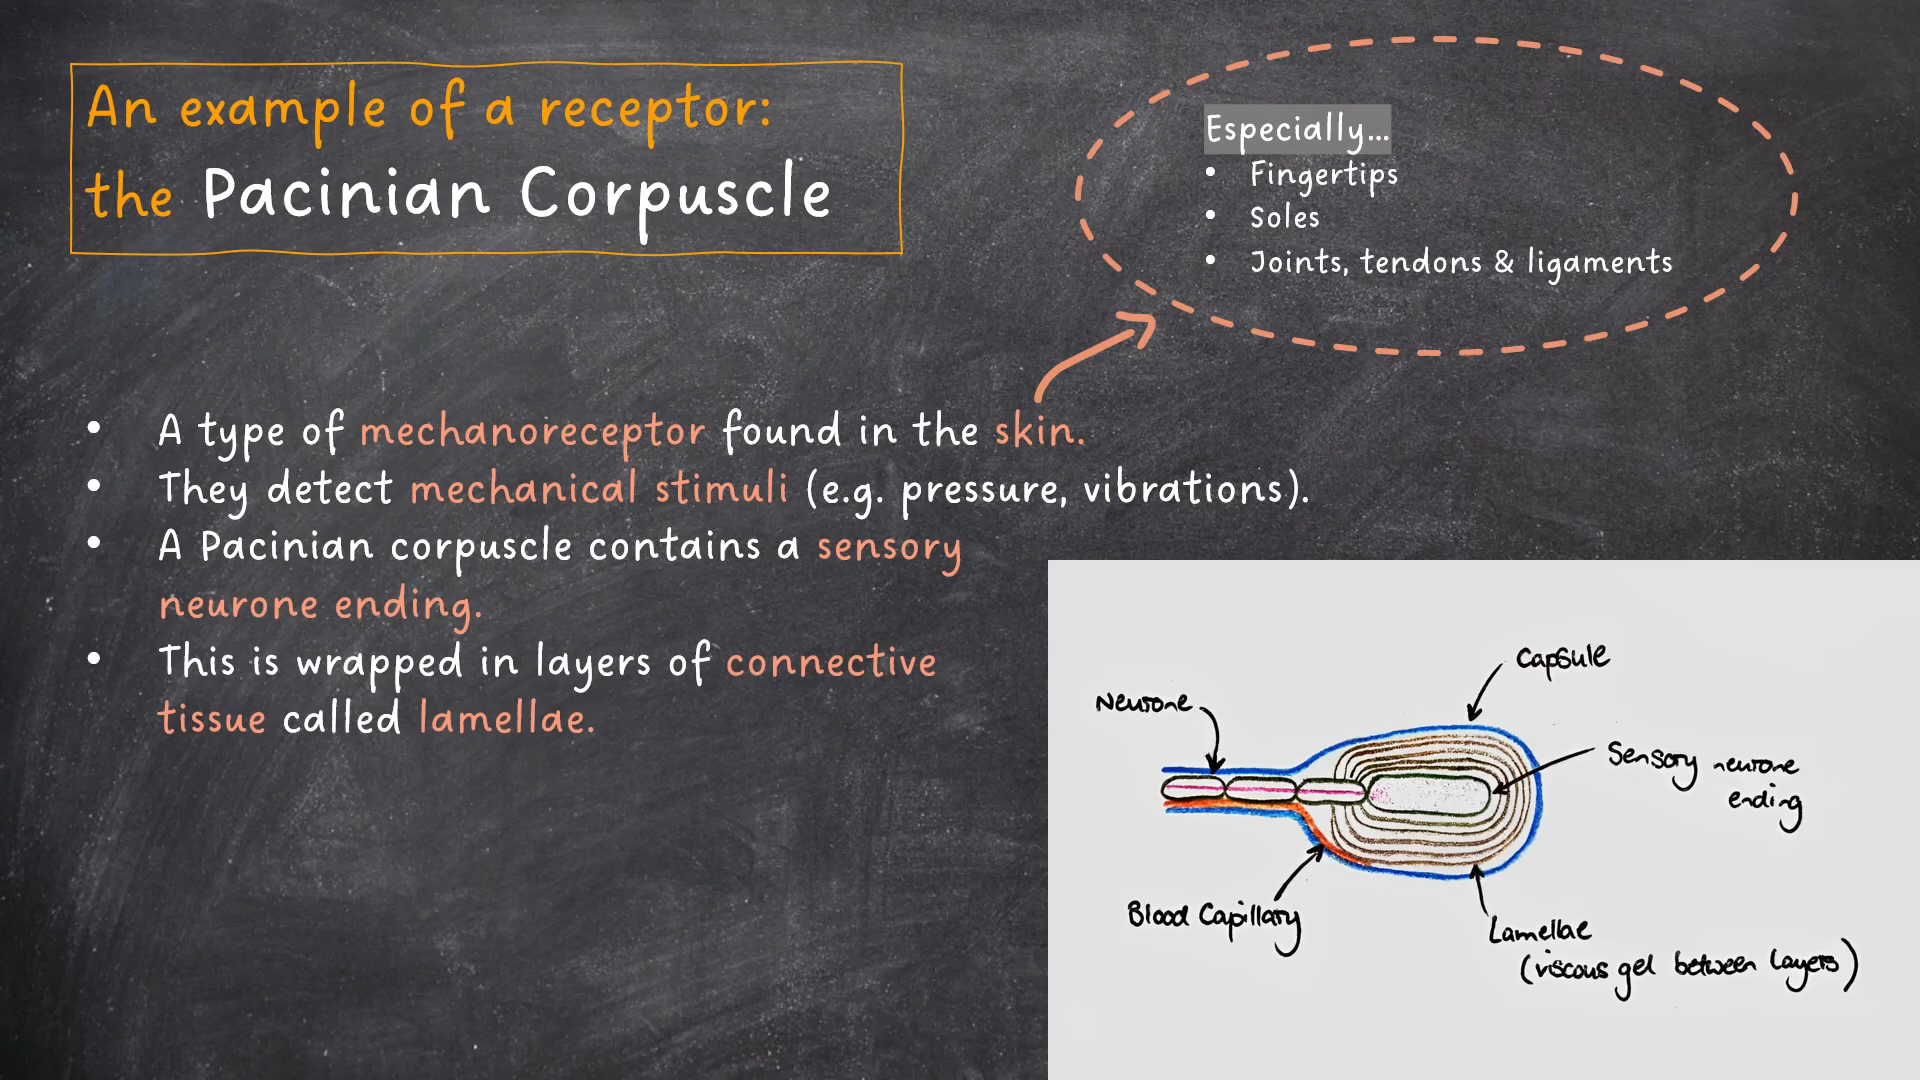 An example of a receptor:
the Pacinian Corpuscle
Especially...
• Fingertips
• Soles
• Joints, tendons & ligaments
• A type of mechanoreceptor found in the skin.
• They detect mechanical stimuli (e.g. pressure, vibrations).
• A Pacinian corpuscle contains a sensory
neurone ending.
• This is wrapped in layers of connective
tissue called lamellae.
Capsule
Neurone
Sensory neurone
ending
Blood Capillary
Lamellae
(viscous gel between layers)